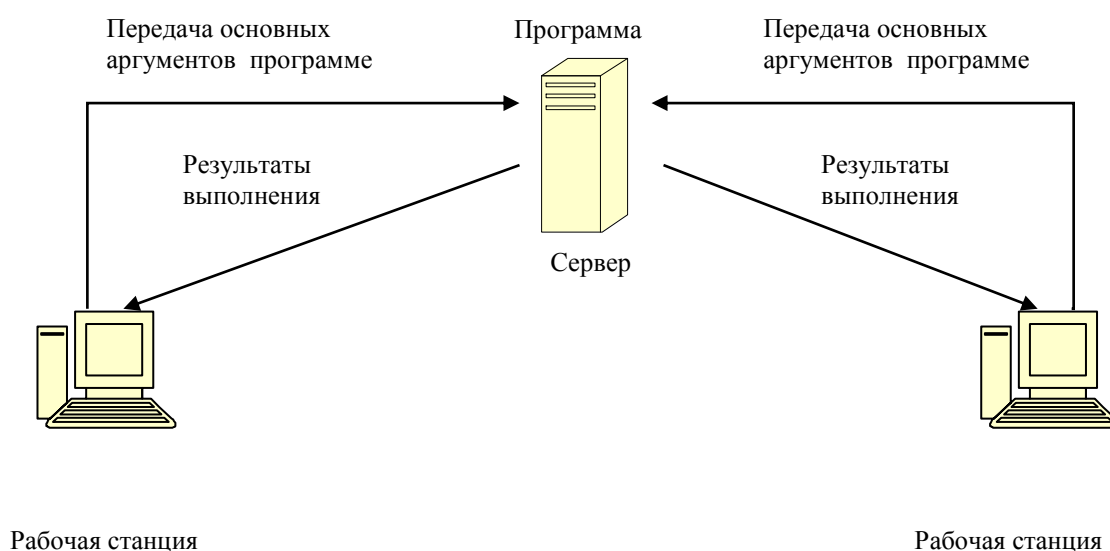 Передача основных
аргументов программе
Программа
Передача основных
аргументов программе
Результаты
выполнения
Результаты
выполнения
Сервер
Рабочая станция
Рабочая станция